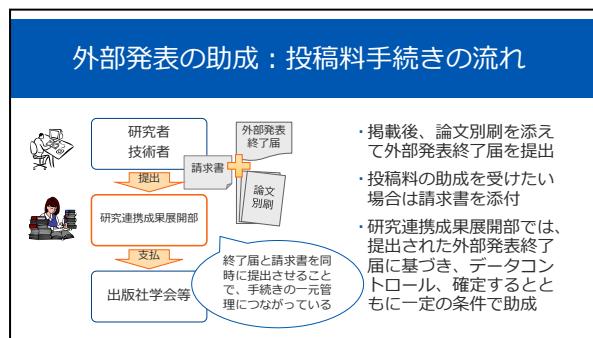 外部発表の助成：投稿料手続きの流れ
研究者
技術者
外部発表
終了届
請求書
提出
論文
別刷
研究連携成果展開部
支払
出版社学会等
終了届と請求書を同
時に提出させること
で、手続きの一元管
理につながっている
・掲載後、論文別刷を添え
て外部発表終了届を提出
・投稿料の助成を受けたい
場合は請求書を添付
・研究連携成果展開部では、
提出された外部発表終了
届に基づき、データコン
トロール、確定するとと
もに一定の条件で助成